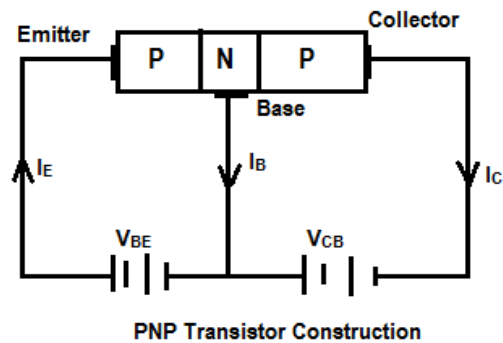 Emitter
Collector
P N P
Base
IE
IB
IC
VBE
VCB
PNP Transistor Construction